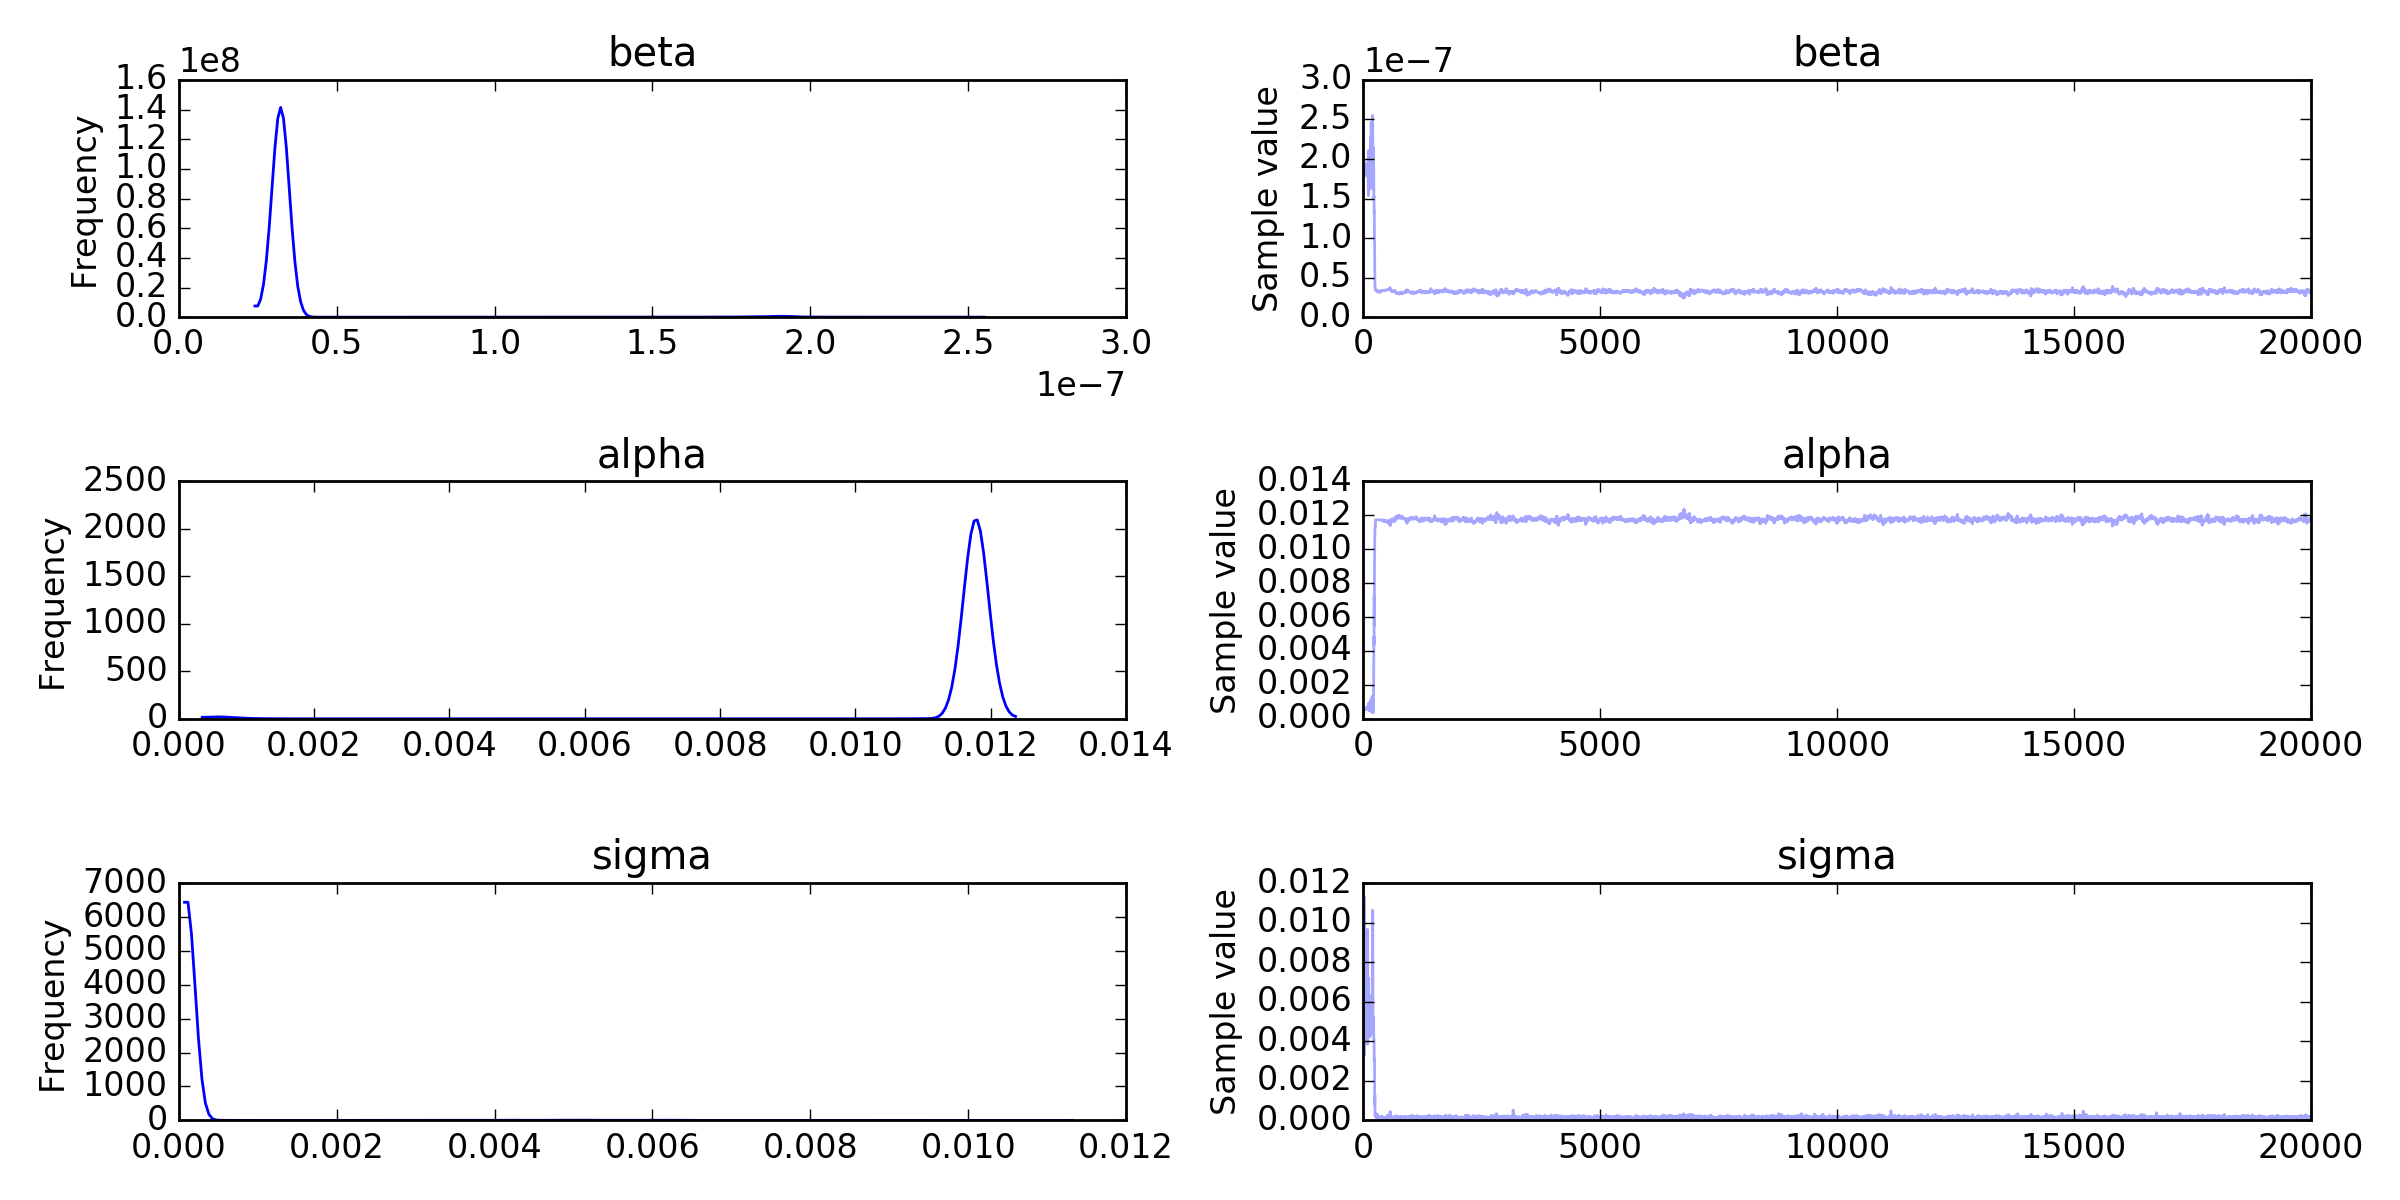 beta
1e8
Frequency
1.6
1.4
1.2
1.0
0.8
0.6
0.4
0.2
0.0
0.0 0.5 1.0 1.5 2.0 2.5 3.0
1e−7
beta
1e−7
Sample value
3.0
2.5
2.0
1.5
1.0
0.5
0.0
0 5000 10000 15000 20000
alpha
Frequency
2500
2000
1500
1000
500
0
0.000 0.002 0.004 0.006 0.008 0.010 0.012 0.014
alpha
Sample value
0.014
0.012
0.010
0.008
0.006
0.004
0.002
0.000
0 5000 10000 15000 20000
sigma
Frequency
7000
6000
5000
4000
3000
2000
1000
0
0.000 0.002 0.004 0.006 0.008 0.010 0.012
sigma
Sample value
0.012
0.010
0.008
0.006
0.004
0.002
0.000
0 5000 10000 15000 20000